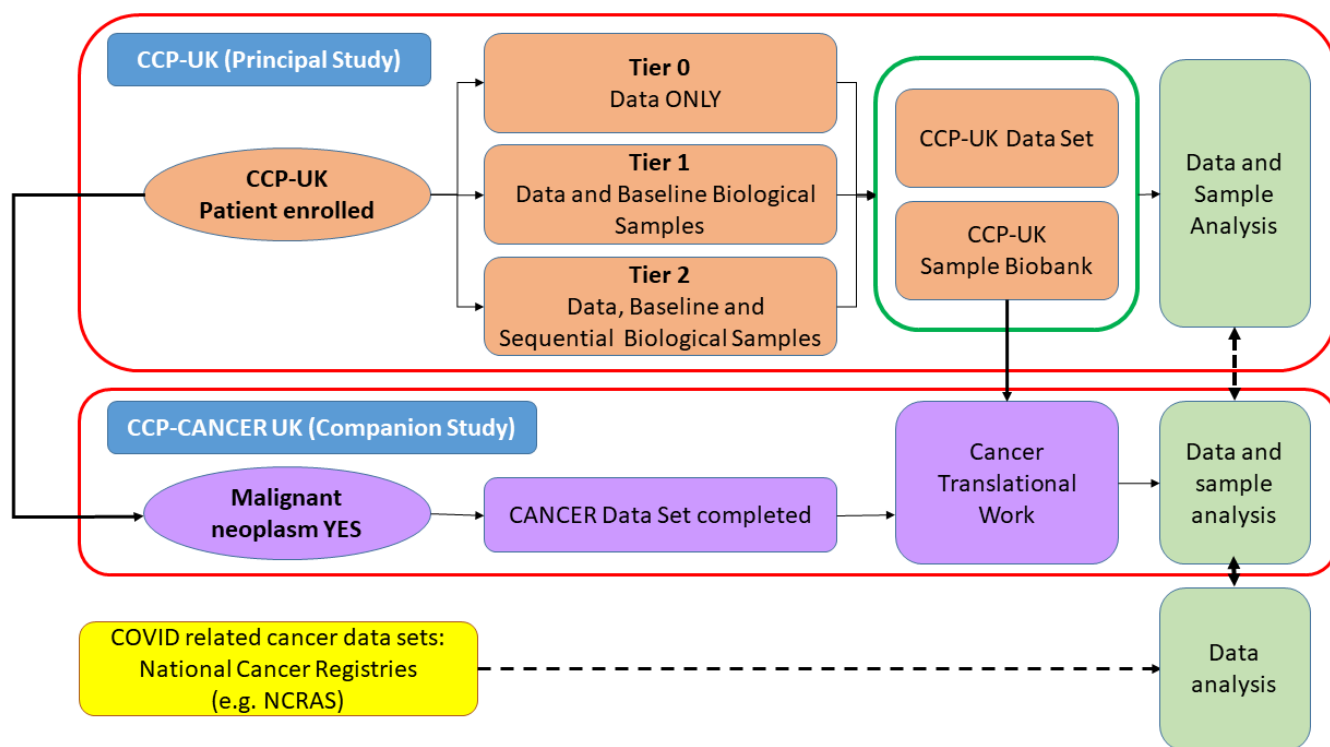 CCP-UK (Principal Study)
CCP-UK
Patient enrolled
Tier 0
Data ONLY
Tier 1
Data and Baseline Biological
Samples
Tier 2
Data, Baseline and
Sequential Biological Samples
CCP-UK Data Set
CCP-UK
Sample Biobank
Data and
Sample
Analysis
CCP-CANCER UK (Companion Study)
Malignant
neoplasm YES
CANCER Data Set completed
Cancer
Translational
Work
Data and
sample
analysis
COVID related cancer data sets:
National Cancer Registries
(e.g. NCRAS)
Data
analysis